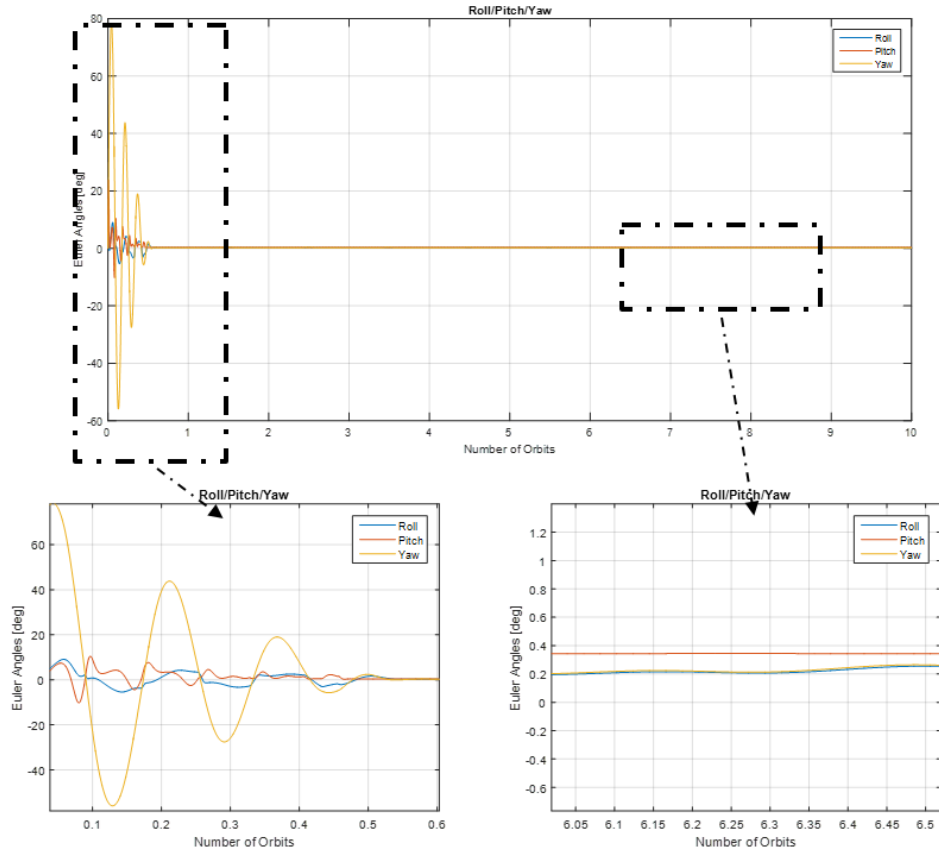 Roll/Pitch/Yaw
80
60
40
20
0
-20
-40
-60
Euler Angles [deg]
Roll
Pitch
Yaw
0 1 2 3 4 5 6 7 8 9 10
Number of Orbits
Roll/Pitch/Yaw
60
40
20
0
-20
-40
Euler Angles [deg]
Roll
Pitch
Yaw
0.1 0.2 0.3 0.4 0.5 0.6
Number of Orbits
Roll/Pitch/Yaw
1.2
1
0.8
0.6
0.4
0.2
0
-0.2
-0.4
-0.6
Euler Angles [deg]
Roll
Pitch
Yaw
6.05 6.1 6.15 6.2 6.25 6.3 6.35 6.4 6.45 6.5
Number of Orbits